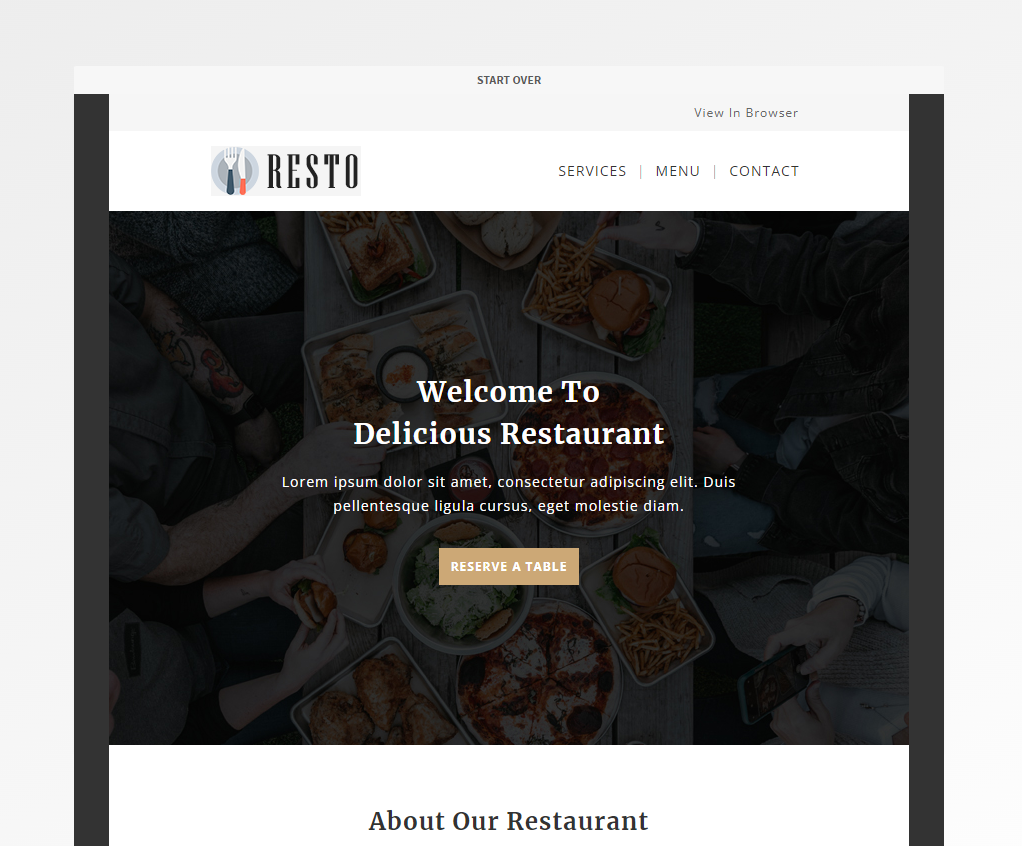 START OVER
View In Browser
RESTO
SERVICES | MENU | CONTACT
Welcome To
Delicious Restaurant
Lorem ipsum dolor sit amet, consectetur adipiscing elit. Duis
pellentesque ligula cursus, eget molestie diam.
RESERVE A TABLE
About Our Restaurant